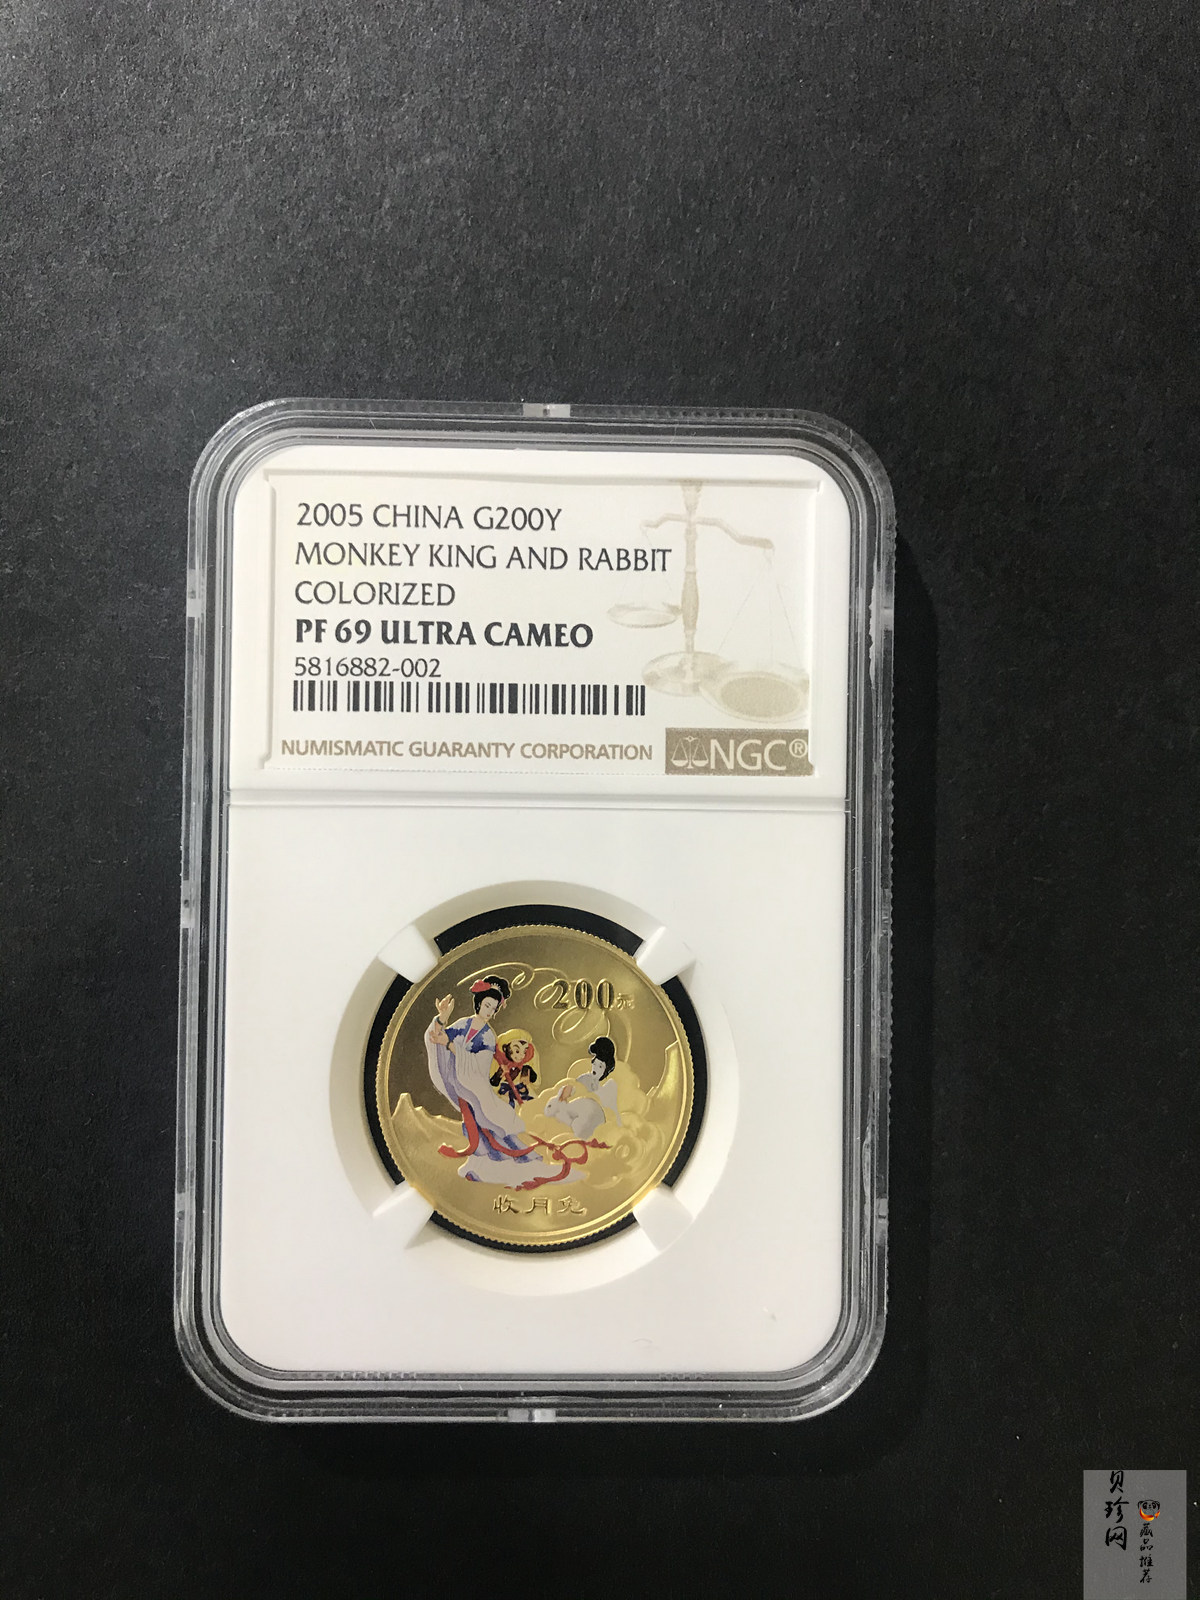 2005 CHINA G200Y
MONKEY KING AND RABBIT
COLORIZED
PF 69 ULTRA CAMEO
5816882-002
NUMISMATIC GUARANTY CORPORATION
NGC®
200元
收月兔
贝珍网
藏品推荐